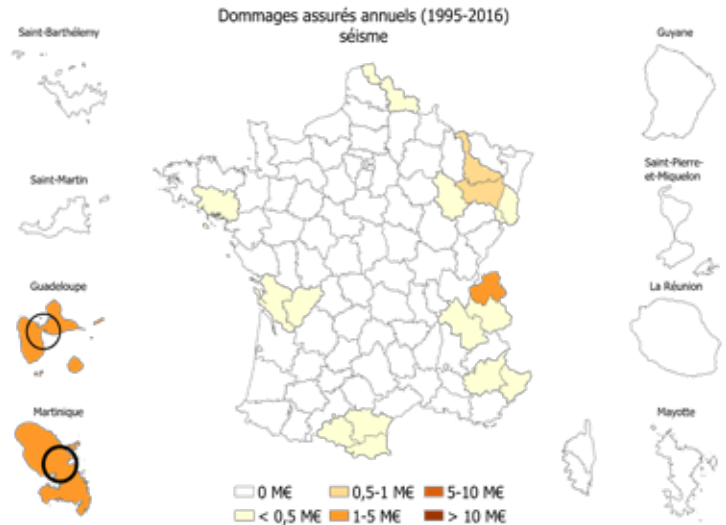 Dommages assurés annuels (1995-2016)
séisme
Saint-Barthélemy
Guyane
Saint-Martin
Saint-Pierre-
et-Miquelon
Guadeloupe
La Réunion
Martinique
Mayotte
0 M€ 0,5-1 M€ 5-10 M€
< 0,5 M€ 1-5 M€ > 10 M€